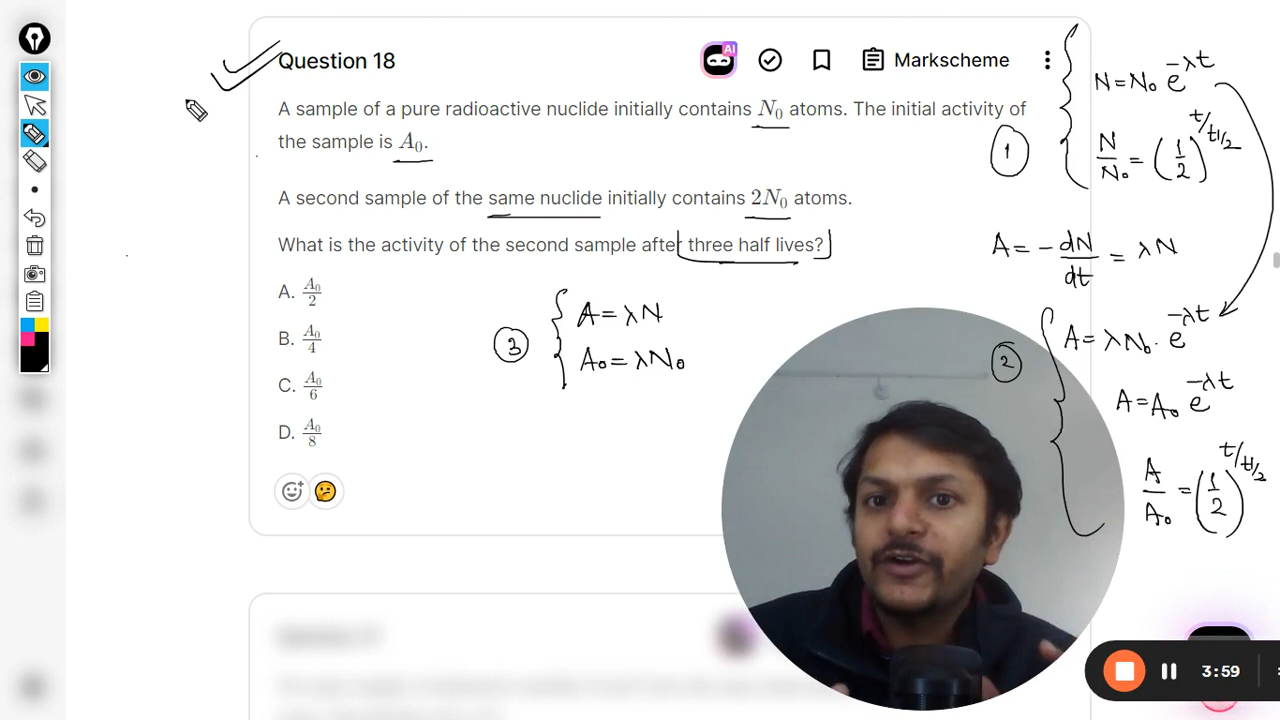 Question 18
AI
Markscheme
A sample of a pure radioactive nuclide initially contains N₀ atoms. The initial activity of
the sample is A₀.
A second sample of the same nuclide initially contains 2N₀ atoms.
What is the activity of the second sample after three half lives?
A. A₀/2
B. A₀/4
C. A₀/6
D. A₀/8
3
A = λN
A₀ = λN₀
1
N = N₀ e^(-λt)
N/N₀ = (1/2)^(t/t1/2)
A = - dN/dt = λN
2
A = λN₀ . e^(-λt)
A = A₀ e^(-λt)
A/A₀ = (1/2)^(t/t1/2)
3:59